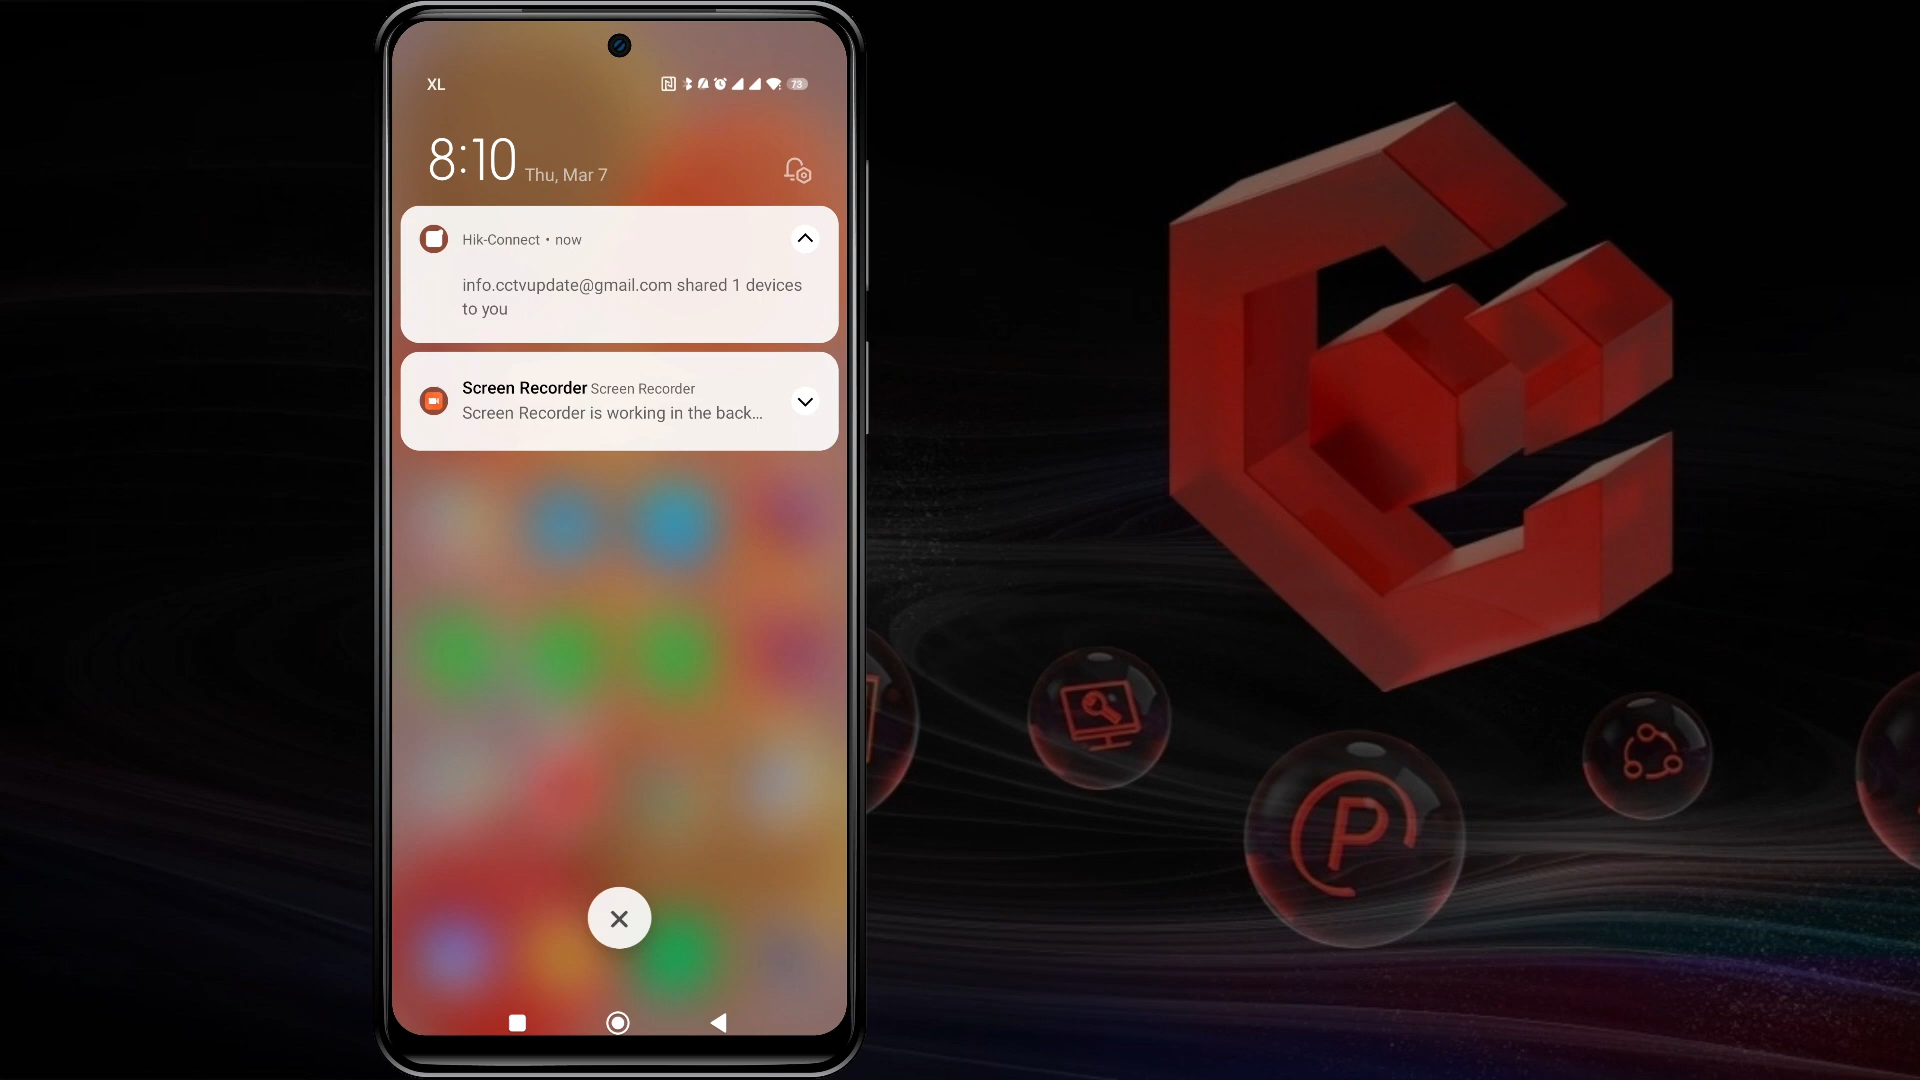 XL
73
8:10 Thu, Mar 7
Hik-Connect • now
info.cctvupdate@gmail.com shared 1 devices
to you
Screen Recorder Screen Recorder
Screen Recorder is working in the back...
P